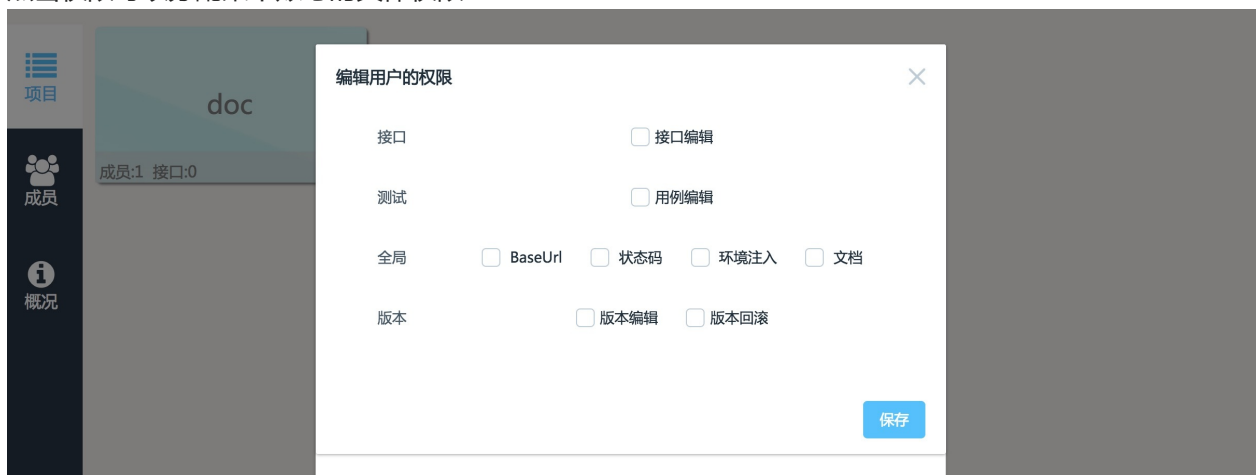 项目
成员
概况
doc
成员:1 接口:0
编辑用户的权限
接口 接口编辑
测试 用例编辑
全局 BaseUrl 状态码 环境注入 文档
版本 版本编辑 版本回滚
保存